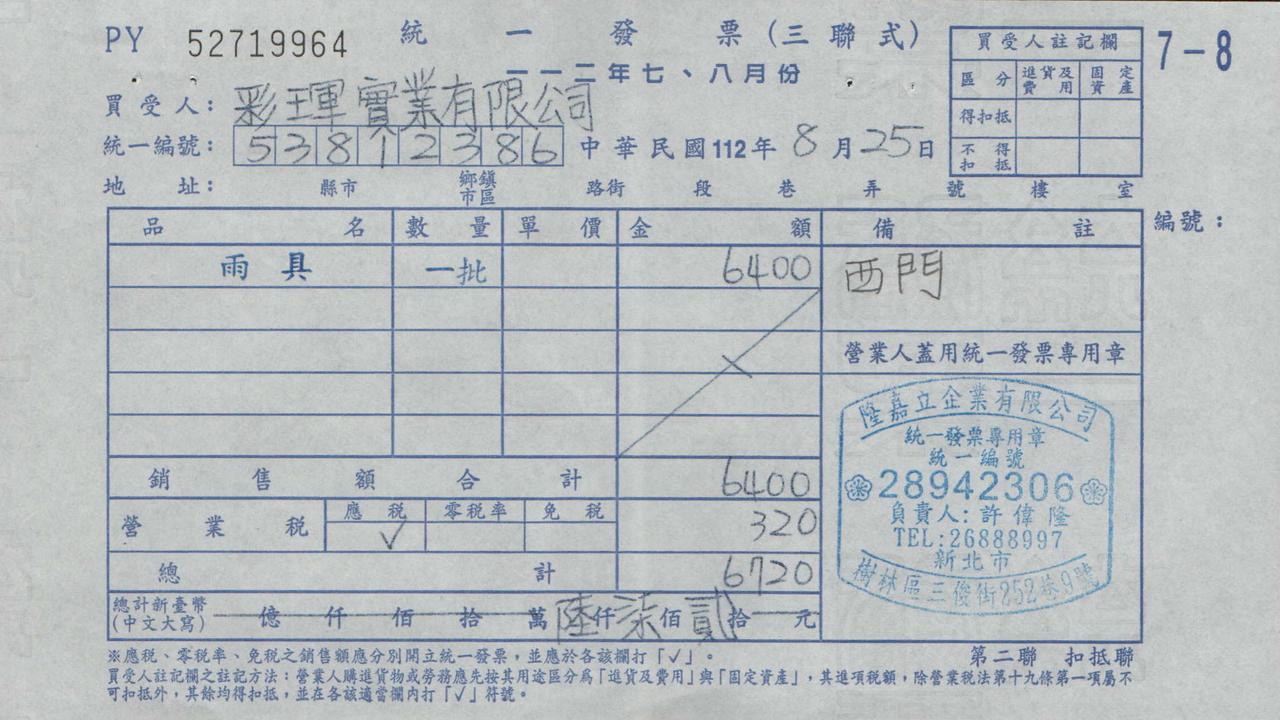 PY 52719964 統一發票(三聯式)
一一二年七、八月份
7-8
買受人註記欄
區分 進貨及費用 固定資產
得扣抵
不得扣抵
買受人: 彩琿實業有限公司
統一編號: 53812386 中華民國112年8月25日
地址: 縣市 鄉鎮市區 路街 段 巷 弄 號 樓 室
品名 數量 單價 金額 備註 編號:
雨具 一批 6400 西門
營業人蓋用統一發票專用章
隆嘉立企業有限公司
統一發票專用章
統一編號
28942306
負責人:許偉隆
TEL:26888997
新北市
樹林區三俊街252巷9號
銷售額合計 6400
營業稅 應稅 √ 零稅率 免稅 320
總計 6720
總計新臺幣(中文大寫) 億仟佰拾萬陸仟柒佰貳拾元
※應稅、零稅率、免稅之銷售額應分別開立統一發票,並應於各該欄打「√」。
第二聯 扣抵聯
買受人註記欄之註記方法:營業人購進貨物或勞務應先按其用途區分為「進貨及費用」與「固定資產」,其進項稅額,除營業稅法第十九條第一項屬不
可扣抵外,其餘均得扣抵,並在各該適當欄內打「√」符號。